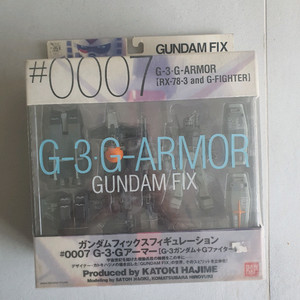 GUNDAM FIX
#0007
G-3·G-ARMOR
[RX-78-3 and G-FIGHTER]
G-3·G-ARMOR
GUNDAM FIX
ガンダムフィックスフィギュレーション
#0007 G-3・Gアーマー[G-3ガンダム+Gファイター]
Produced by KATOKI HAJIME